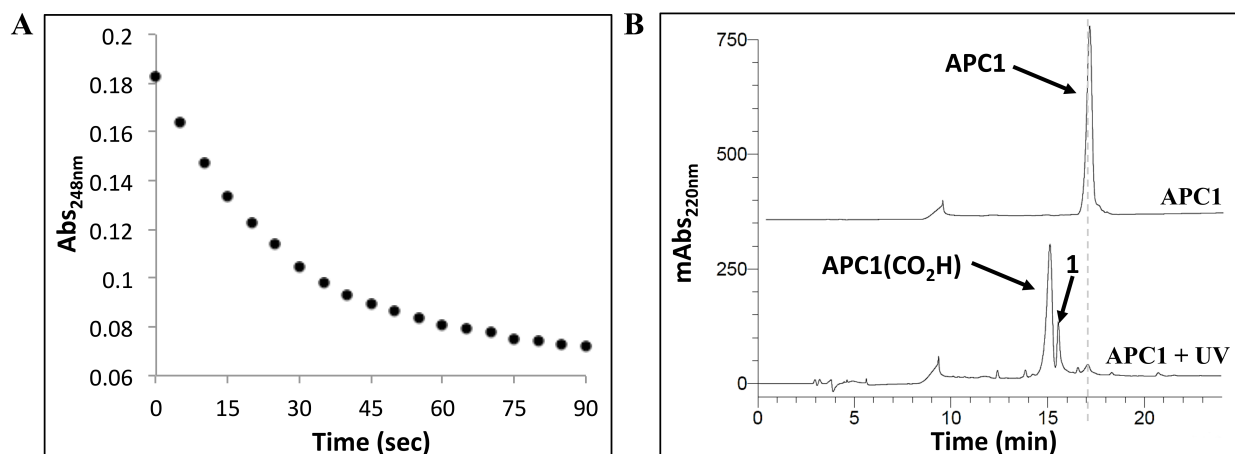 A
0.2
0.18
0.16
0.14
0.12
0.1
0.08
0.06
Abs248nm
0 15 30 45 60 75 90
Time (sec)
B
750
500
250
0
mAbs220nm
APC1
APC1
APC1(CO2H)
1
APC1 + UV
0 5 10 15 20
Time (min)